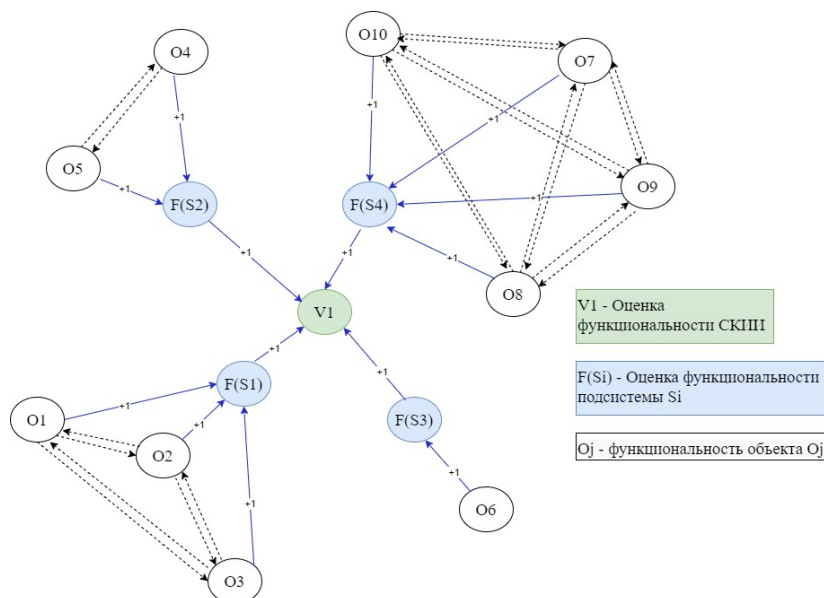 O10
O4
O7
+1
+1
+1
O5
+1
O9
+1
F(S2)
F(S4)
+1
+1
+1
O8
V1
V1 - Оценка
функциональности СКИИ
+1
F(S1)
+1
F(Si) - Оценка функциональности
подсистемы Si
O1
+1
F(S3)
+1
O2
Oj - функциональность объекта Oj
+1
+1
O6
O3